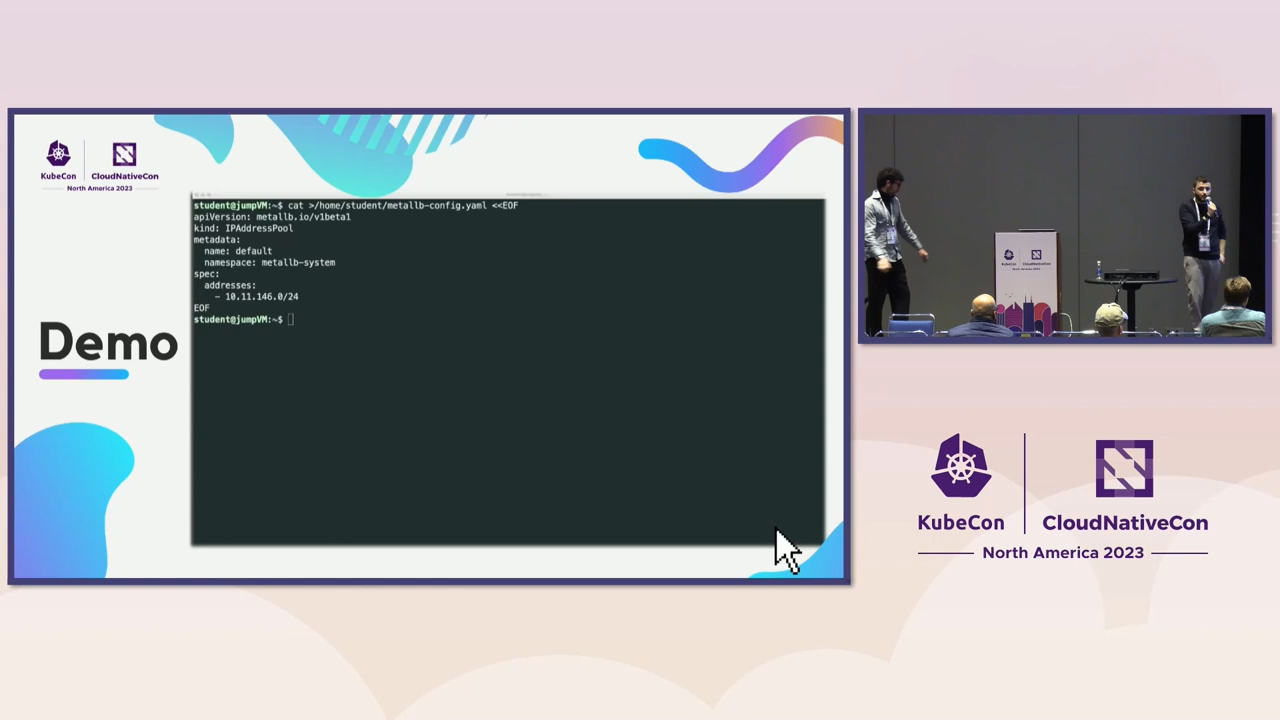 KubeCon
CloudNativeCon
North America 2023
student@jumpVM:~$ cat >/home/student/metallb-config.yaml <<EOF
apiVersion: metallb.io/v1beta1
kind: IPAddressPool
metadata:
  name: default
  namespace: metallb-system
spec:
  addresses:
    - 10.11.146.0/24
EOF
student@jumpVM:~$
Demo
KubeCon
CloudNativeCon
North America 2023